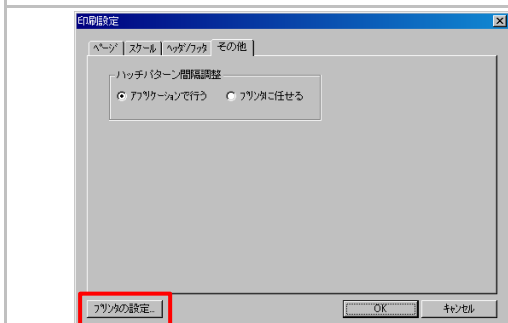 印刷設定
ページ スケール ヘッダ/フッタ その他
ハッチパターン間隔調整
アプリケーションで行う プリンタに任せる
プリンタの設定... OK キャンセル